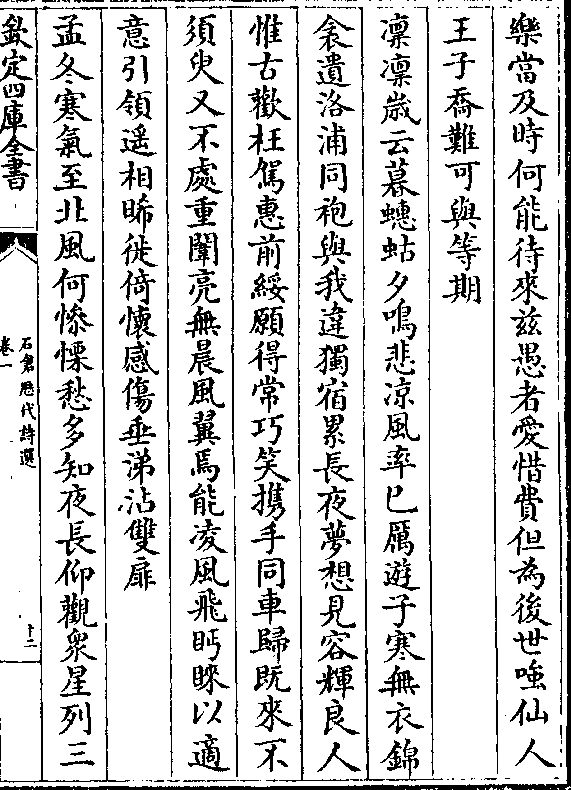 樂當及時何能待來兹愚者愛惜費但為後世嗤仙人
王子喬難可與等期
凜凜歲云暮蟪蛄夕鳴悲凉風率已厲遊子寒無衣錦
衾遺洛浦同袍與我違獨宿累長夜夢想見容輝良人
惟古歡枉駕惠前綏願得常巧笑携手同車歸既來不
須臾又不處重闈亮無晨風翼焉能凌風飛眄睞以適
意引領遥相睎徙倚懷感傷垂涕沾雙扉
孟冬寒氣至北風何慘慄愁多知夜長仰觀衆星列三
欽定四庫全書
石倉歷代詩選
卷一
十二